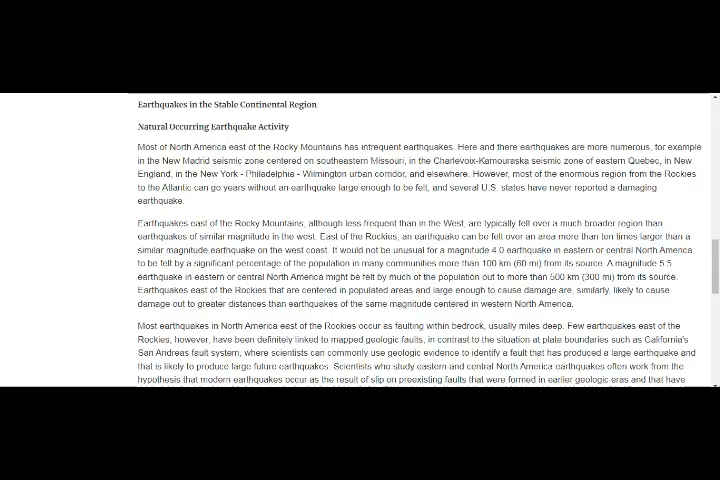 Earthquakes in the Stable Continental Region
Natural Occurring Earthquake Activity
Most of North America east of the Rocky Mountains has infrequent earthquakes. Here and there earthquakes are more numerous, for example
in the New Madrid seismic zone centered on southeastern Missouri, in the Charlevoix-Kamouraska seismic zone of eastern Quebec, in New
England, in the New York - Philadelphia - Wilmington urban corridor, and elsewhere. However, most of the enormous region from the Rockies
to the Atlantic can go years without an earthquake large enough to be felt, and several U.S. states have never reported a damaging
earthquake.
Earthquakes east of the Rocky Mountains, although less frequent than in the West, are typically felt over a much broader region than
earthquakes of similar magnitude in the west. East of the Rockies, an earthquake can be felt over an area more than ten times larger than a
similar magnitude earthquake on the west coast. It would not be unusual for a magnitude 4.0 earthquake in eastern or central North America
to be felt by a significant percentage of the population in many communities more than 100 km (60 mi) from its source. A magnitude 5.5
earthquake in eastern or central North America might be felt by much of the population out to more than 500 km (300 mi) from its source.
Earthquakes east of the Rockies that are centered in populated areas and large enough to cause damage are, similarly, likely to cause
damage out to greater distances than earthquakes of the same magnitude centered in western North America.
Most earthquakes in North America east of the Rockies occur as faulting within bedrock, usually miles deep. Few earthquakes east of the
Rockies, however, have been definitely linked to mapped geologic faults, in contrast to the situation at plate boundaries such as California's
San Andreas fault system, where scientists can commonly use geologic evidence to identify a fault that has produced a large earthquake and
that is likely to produce large future earthquakes. Scientists who study eastern and central North America earthquakes often work from the
hypothesis that modern earthquakes occur as the result of slip on preexisting faults that were formed in earlier geologic eras and that have